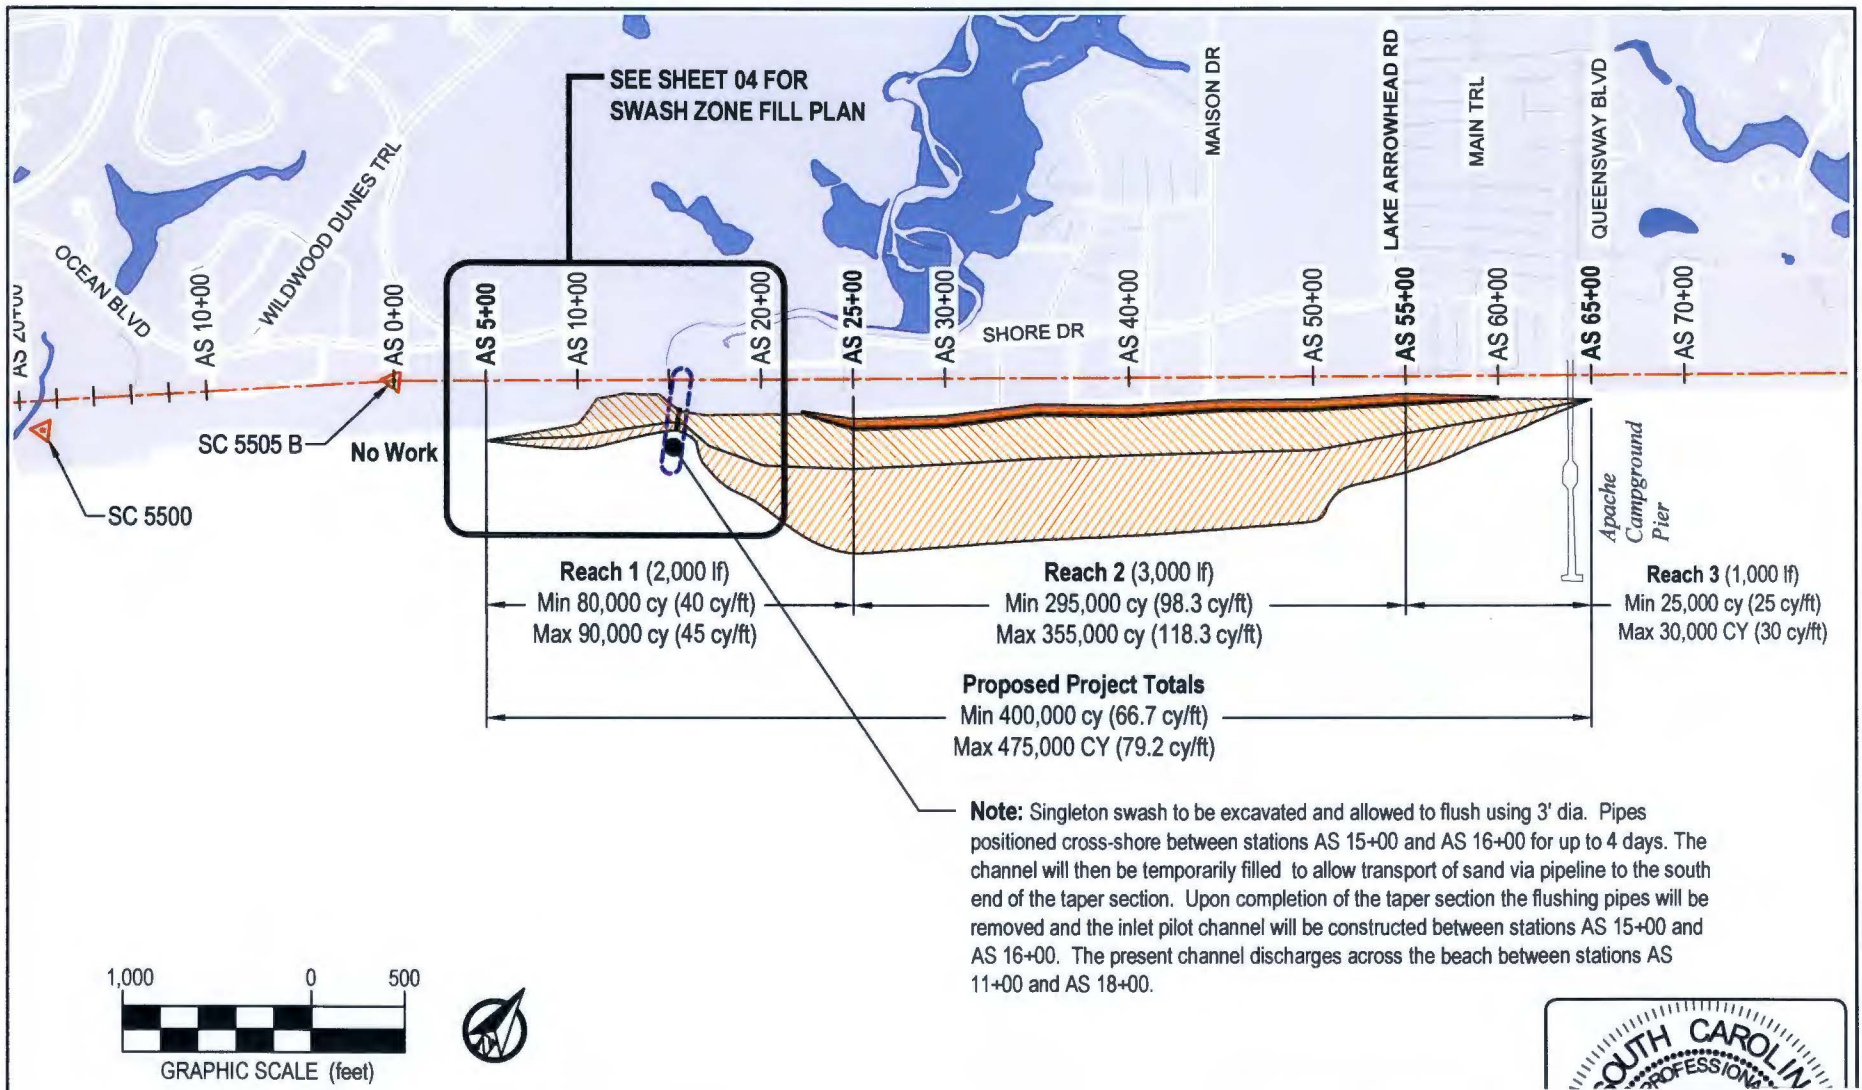 SEE SHEET 04 FOR
SWASH ZONE FILL PLAN
MAISON DR
LAKE ARROWHEAD RD
MAIN TRL
QUEENSWAY BLVD
OCEAN BLVD
WILDWOOD DUNES TRL
SHORE DR
AS 20+00
AS 10+00
AS 0+00
AS 5+00
AS 10+00
AS 20+00
AS 25+00
AS 30+00
AS 40+00
AS 50+00
AS 55+00
AS 60+00
AS 65+00
AS 70+00
SC 5505 B
No Work
SC 5500
Apache
Campground
Pier
Reach 1 (2,000 lf)
Min 80,000 cy (40 cy/ft)
Max 90,000 cy (45 cy/ft)
Reach 2 (3,000 lf)
Min 295,000 cy (98.3 cy/ft)
Max 355,000 cy (118.3 cy/ft)
Reach 3 (1,000 lf)
Min 25,000 cy (25 cy/ft)
Max 30,000 CY (30 cy/ft)
Proposed Project Totals
Min 400,000 cy (66.7 cy/ft)
Max 475,000 CY (79.2 cy/ft)
Note: Singleton swash to be excavated and allowed to flush using 3' dia. Pipes
positioned cross-shore between stations AS 15+00 and AS 16+00 for up to 4 days. The
channel will then be temporarily filled to allow transport of sand via pipeline to the south
end of the taper section. Upon completion of the taper section the flushing pipes will be
removed and the inlet pilot channel will be constructed between stations AS 15+00 and
AS 16+00. The present channel discharges across the beach between stations AS
11+00 and AS 18+00.
1,000 0 500
GRAPHIC SCALE (feet)
N
SOUTH CAROLIN
PROFESSIONA